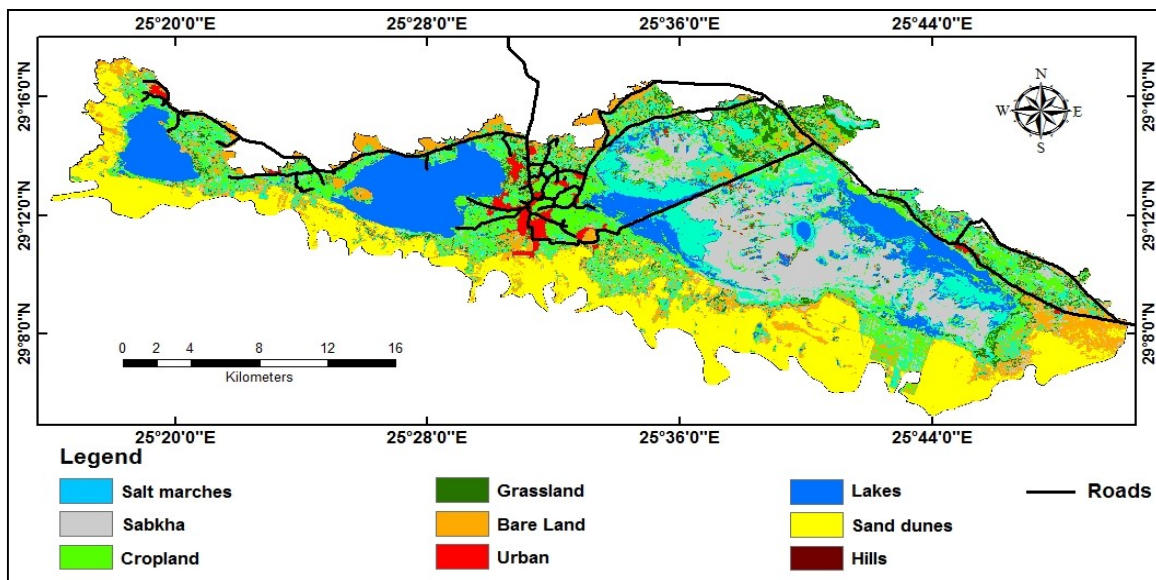 25°20'0"E 25°28'0"E 25°36'0"E 25°44'0"E
29°16'0"N 29°16'0"N
N
W E
S
29°12'0"N 29°12'0"N
29°8'0"N 29°8'0"N
0 2 4 8 12 16
Kilometers
25°20'0"E 25°28'0"E 25°36'0"E 25°44'0"E
Legend
Salt marches Grassland Lakes Roads
Sabkha Bare Land Sand dunes
Cropland Urban Hills